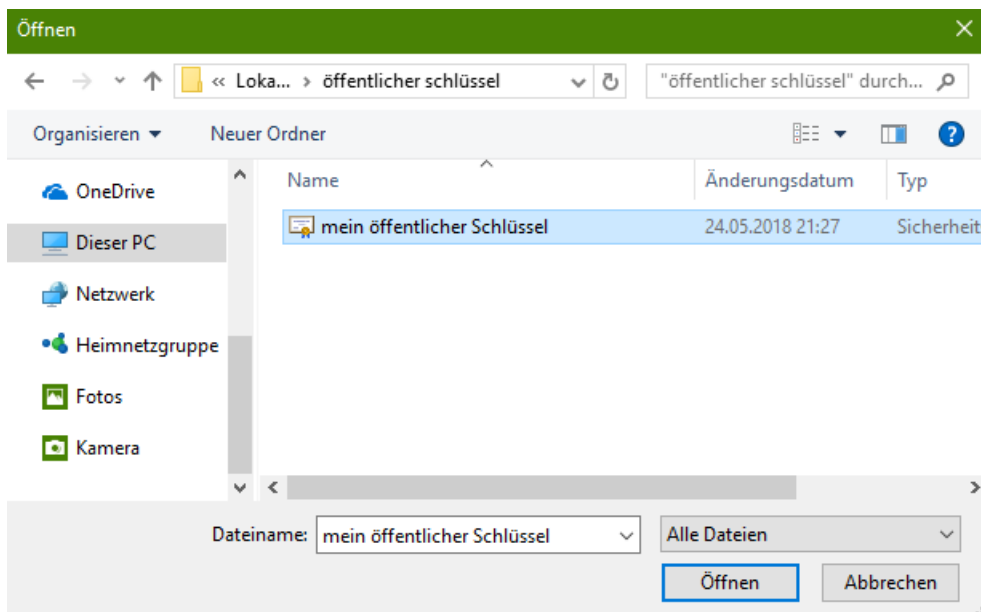 Öffnen
« Loka... › öffentlicher schlüssel
"öffentlicher schlüssel" durch...
Organisieren Neuer Ordner
Name Änderungsdatum Typ
mein öffentlicher Schlüssel 24.05.2018 21:27 Sicherheit
OneDrive
Dieser PC
Netzwerk
Heimnetzgruppe
Fotos
Kamera
Dateiname: mein öffentlicher Schlüssel Alle Dateien
Öffnen Abbrechen